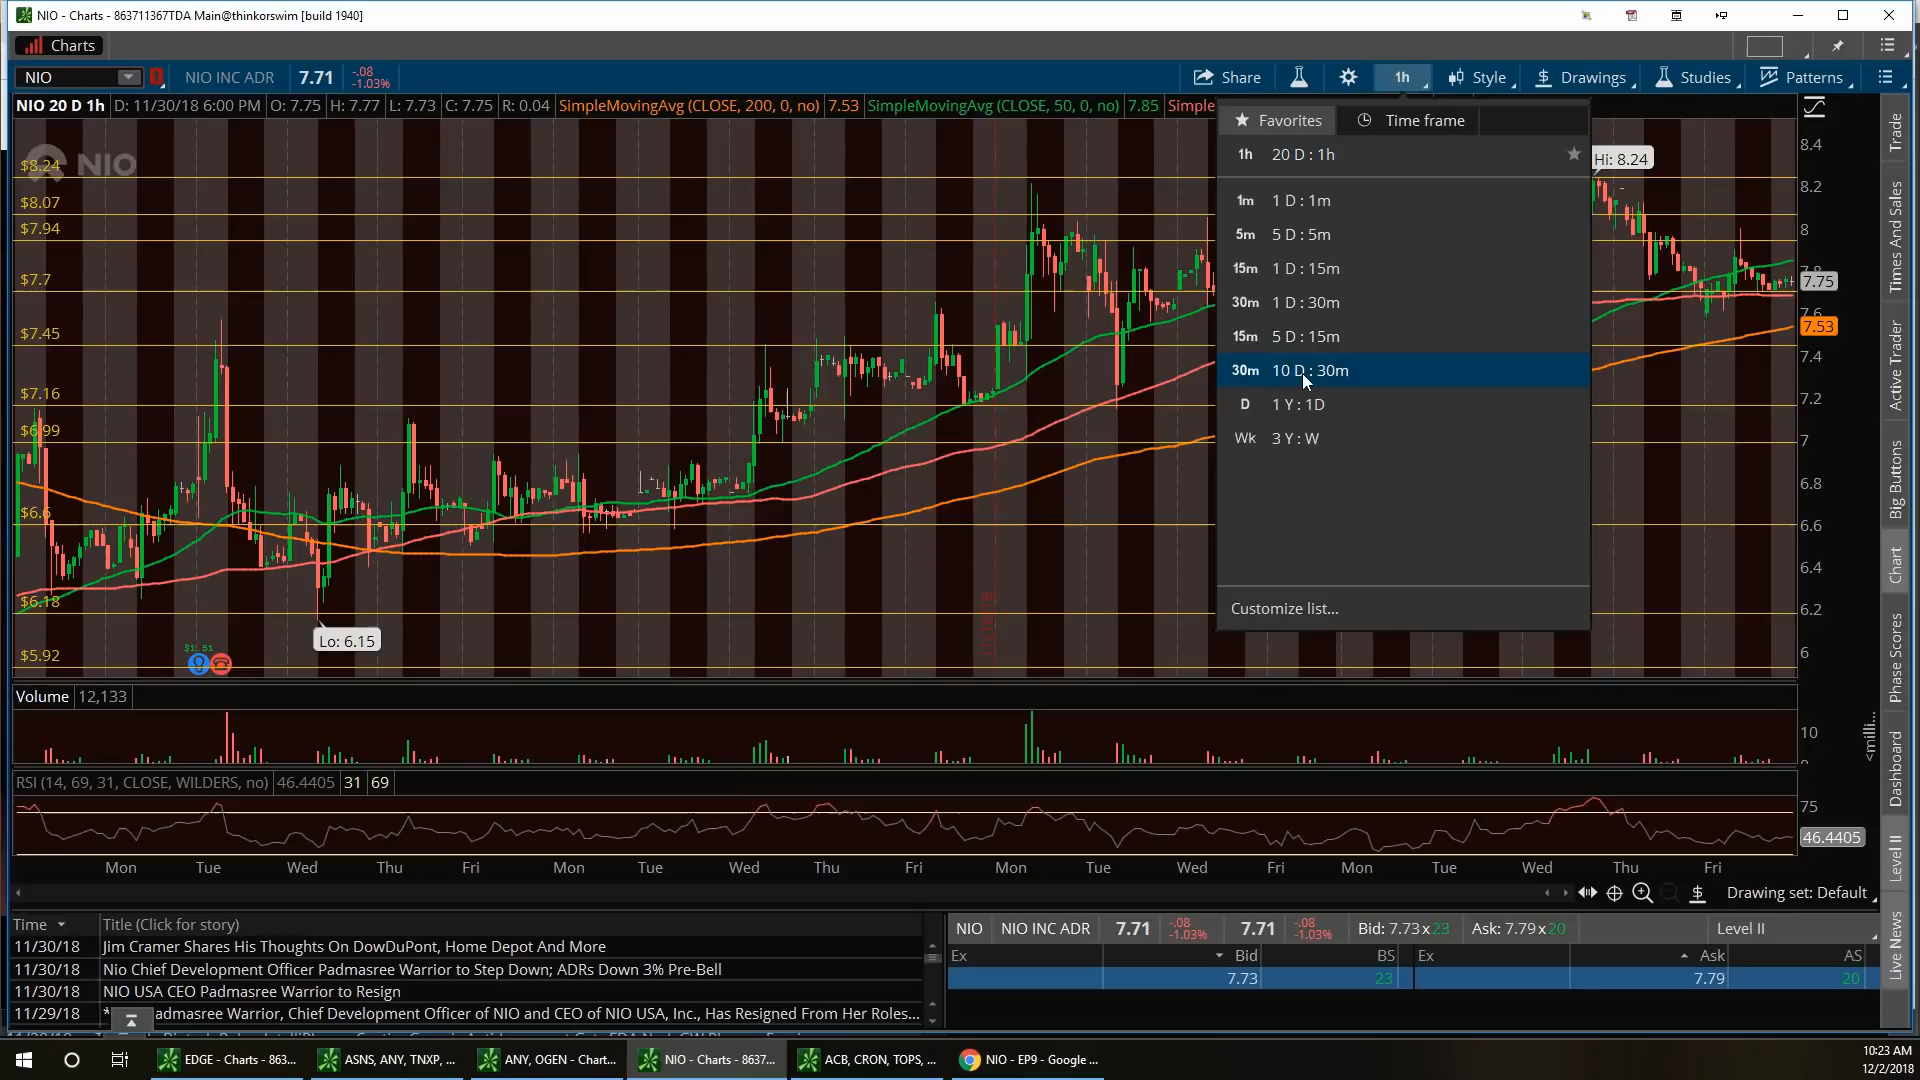 NIO - Charts - 863711367TDA Main@thinkorswim [build 1940]
Charts
NIO
1
NIO INC ADR
7.71
-.08
-1.03%
Share
1h
Style
Drawings
Studies
Patterns
NIO 20 D 1h
D: 11/30/18 6:00 PM
O: 7.75
H: 7.77
L: 7.73
C: 7.75
R: 0.04
SimpleMovingAvg (CLOSE, 200, 0, no)
7.53
SimpleMovingAvg (CLOSE, 50, 0, no)
7.85
Simple
Favorites
Time frame
1h 20 D : 1h
1m 1 D : 1m
5m 5 D : 5m
15m 1 D : 15m
30m 1 D : 30m
15m 5 D : 15m
30m 10 D : 30m
D 1 Y : 1D
Wk 3 Y : W
Customize list...
NIO
$8.24
$8.07
$7.94
$7.7
$7.45
$7.16
$6.99
$6.6
$6.18
$5.92
Lo: 6.15
Hi: 8.24
8.4
8.2
8
7.75
7.6
7.53
7.4
7.2
7
6.8
6.6
6.4
6.2
6
Trade
Times And Sales
Active Trader
Big Buttons
Chart
Phase Scores
Dashboard
Level II
Live News
Volume
12,133
10
<milli...
RSI (14, 69, 31, CLOSE, WILDERS, no)
46.4405
31
69
75
46.4405
Mon Tue Wed Thu Fri Mon Tue Wed Thu Fri Mon Tue Wed Fri Mon Tue Wed Thu Fri
Drawing set: Default
Time
Title (Click for story)
11/30/18 Jim Cramer Shares His Thoughts On DowDuPont, Home Depot And More
11/30/18 Nio Chief Development Officer Padmasree Warrior to Step Down; ADRs Down 3% Pre-Bell
11/30/18 NIO USA CEO Padmasree Warrior to Resign
11/29/18 * admasree Warrior, Chief Development Officer of NIO and CEO of NIO USA, Inc., Has Resigned From Her Roles...
NIO
NIO INC ADR
7.71
-.08
-1.03%
7.71
-.08
-1.03%
Bid: 7.73 x 23
Ask: 7.79 x 20
Level II
Ex Bid BS Ex Ask AS
7.73 23 7.79 20
EDGE - Charts - 863...
ASNS, ANY, TNXP, ...
ANY, OGEN - Chart...
NIO - Charts - 8637...
ACB, CRON, TOPS, ...
NIO - EP9 - Google ...
10:23 AM
12/2/2018